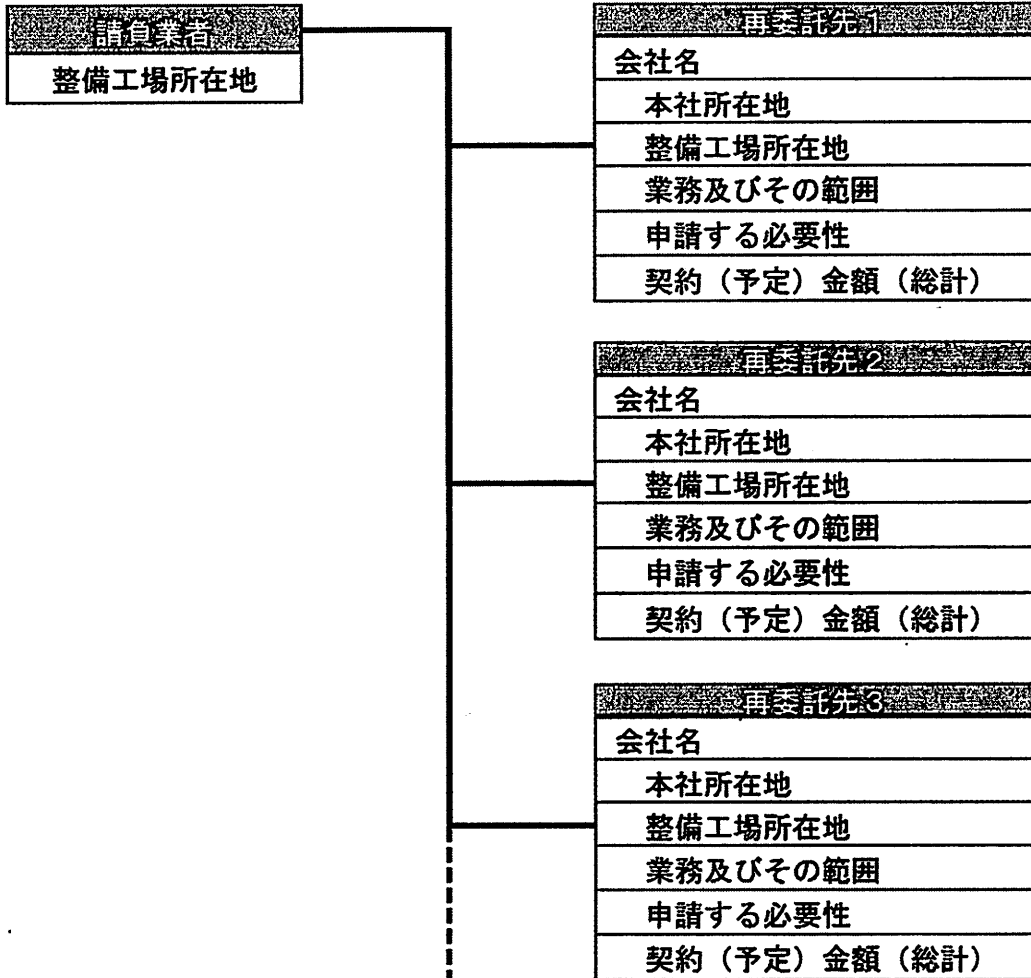 請負業者
整備工場所在地
再委託先1
会社名
本社所在地
整備工場所在地
業務及びその範囲
申請する必要性
契約（予定）金額（総計）
再委託先2
会社名
本社所在地
整備工場所在地
業務及びその範囲
申請する必要性
契約（予定）金額（総計）
再委託先3
会社名
本社所在地
整備工場所在地
業務及びその範囲
申請する必要性
契約（予定）金額（総計）